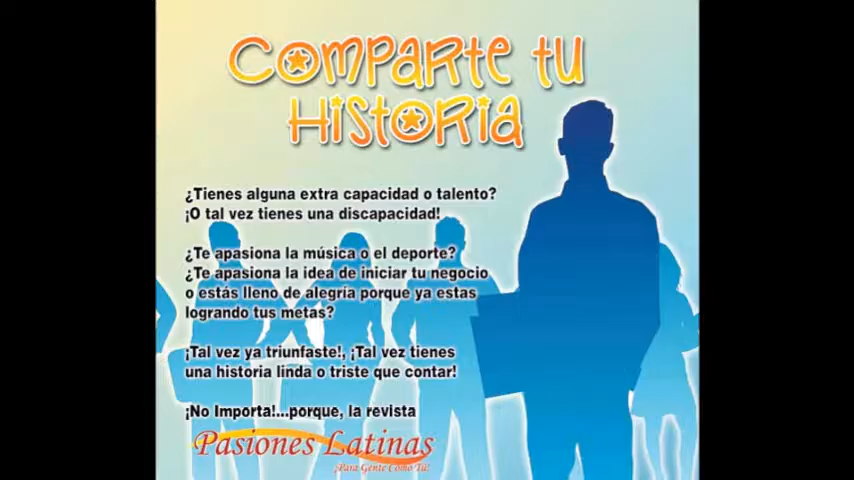 Comparte tu
Historia
¿Tienes alguna extra capacidad o talento?
¡O tal vez tienes una discapacidad!
¿Te apasiona la música o el deporte?
¿Te apasiona la idea de iniciar tu negocio
o estás lleno de alegría porque ya estas
logrando tus metas?
¡Tal vez ya triunfaste!, ¡Tal vez tienes
una historia linda o triste que contar!
¡No Importa!...porque, la revista
Pasiones Latinas
¡Para Gente Como Tú!